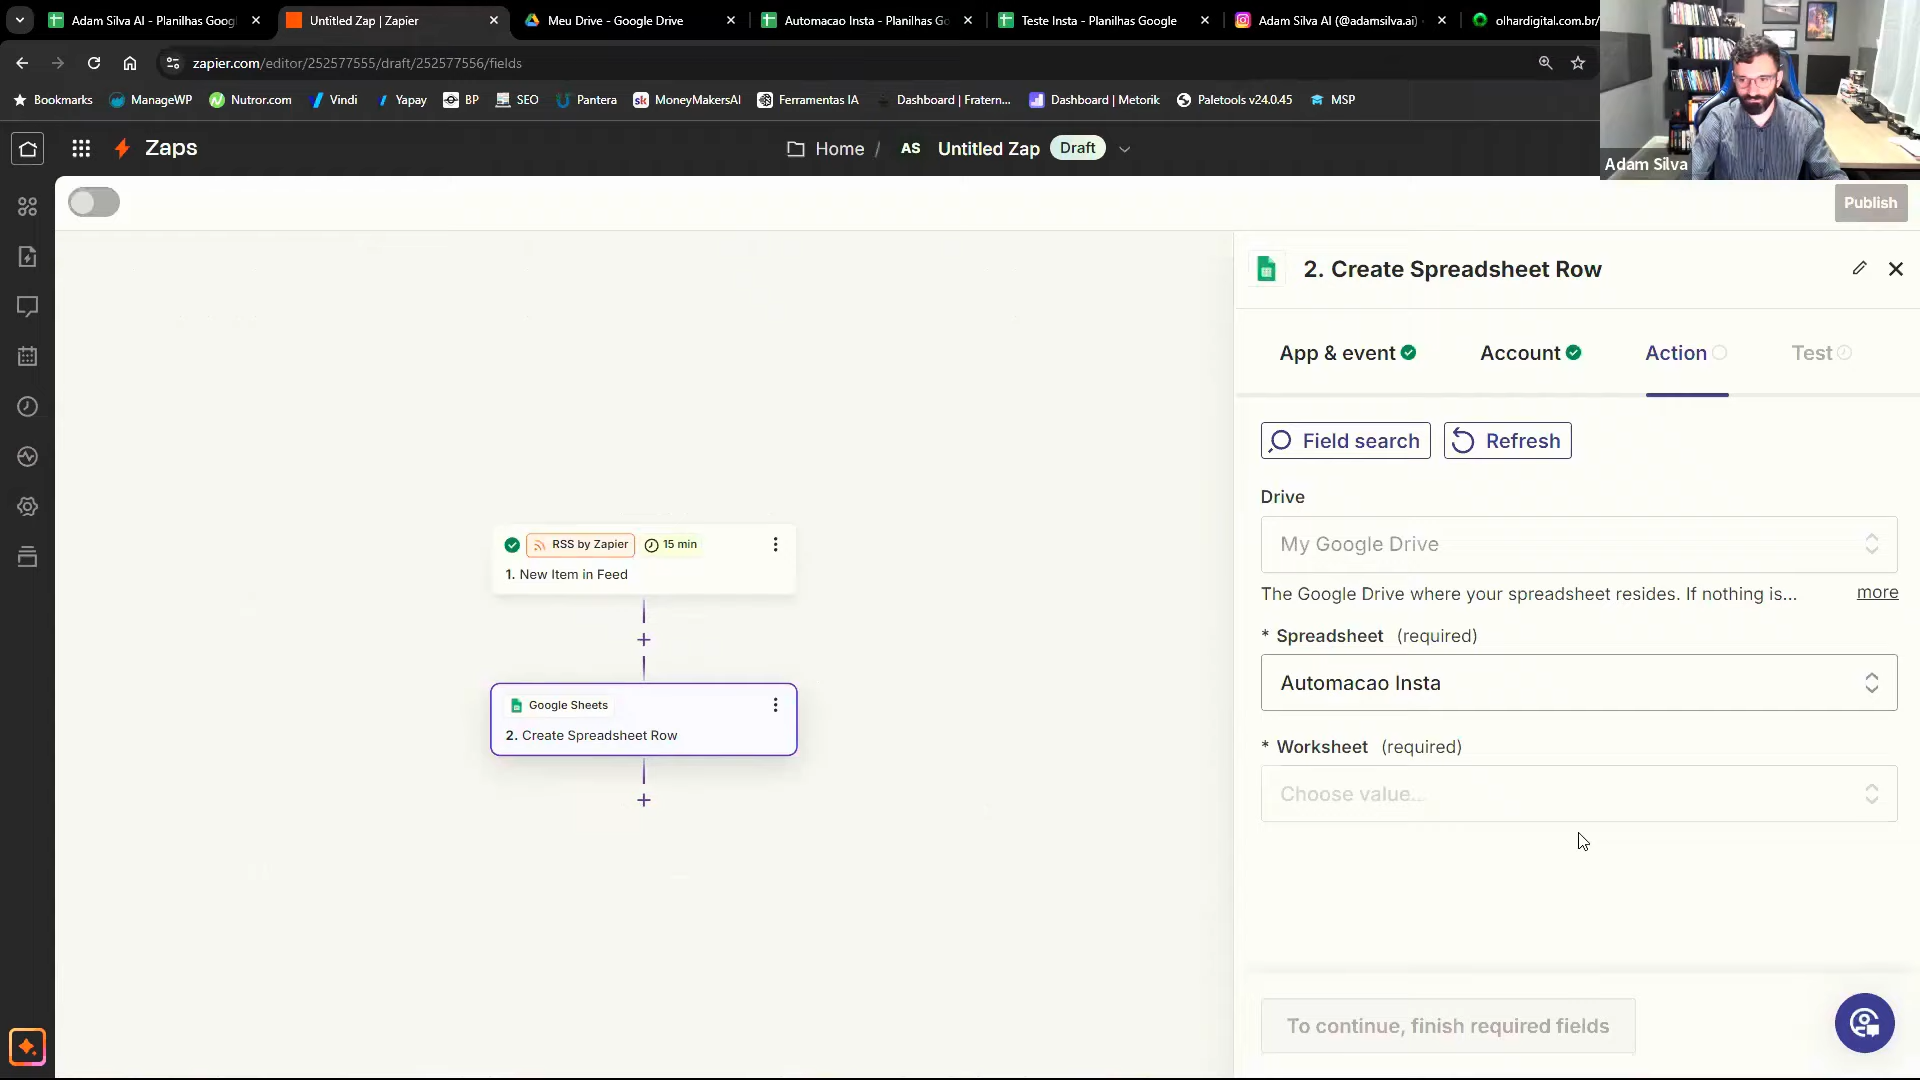 Adam Silva AI - Planilhas Goog
Untitled Zap | Zapier
Meu Drive - Google Drive
Automacao Insta - Planilhas Go
Teste Insta - Planilhas Google
Adam Silva AI (@adamsilva.ai)
olhardigital.com.br/
zapier.com/editor/252577555/draft/252577556/fields
Bookmarks
ManageWP
Nutror.com
Vindi
Yapay
BP
SEO
Pantera
MoneyMakersAI
Ferramentas IA
Dashboard | Fratern...
Dashboard | Metorik
Paletools v24.0.45
MSP
Adam Silva
Zaps
Home / AS Untitled Zap Draft
Publish
2. Create Spreadsheet Row
App & event
Account
Action
Test
Field search
Refresh
Drive
My Google Drive
The Google Drive where your spreadsheet resides. If nothing is... more
* Spreadsheet (required)
Automacao Insta
* Worksheet (required)
Choose value...
To continue, finish required fields
RSS by Zapier
15 min
1. New Item in Feed
Google Sheets
2. Create Spreadsheet Row